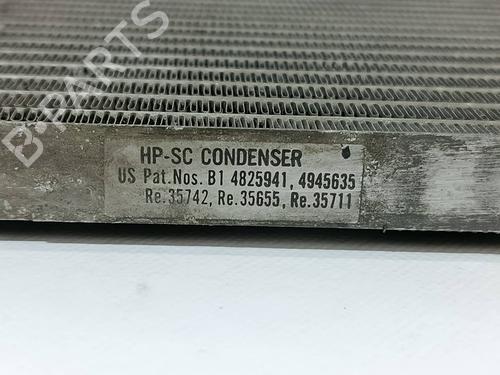 B-PARTS
HP-SC CONDENSER
US Pat.Nos. B1 4825941, 4945635
Re.35742, Re.35655, Re.35711